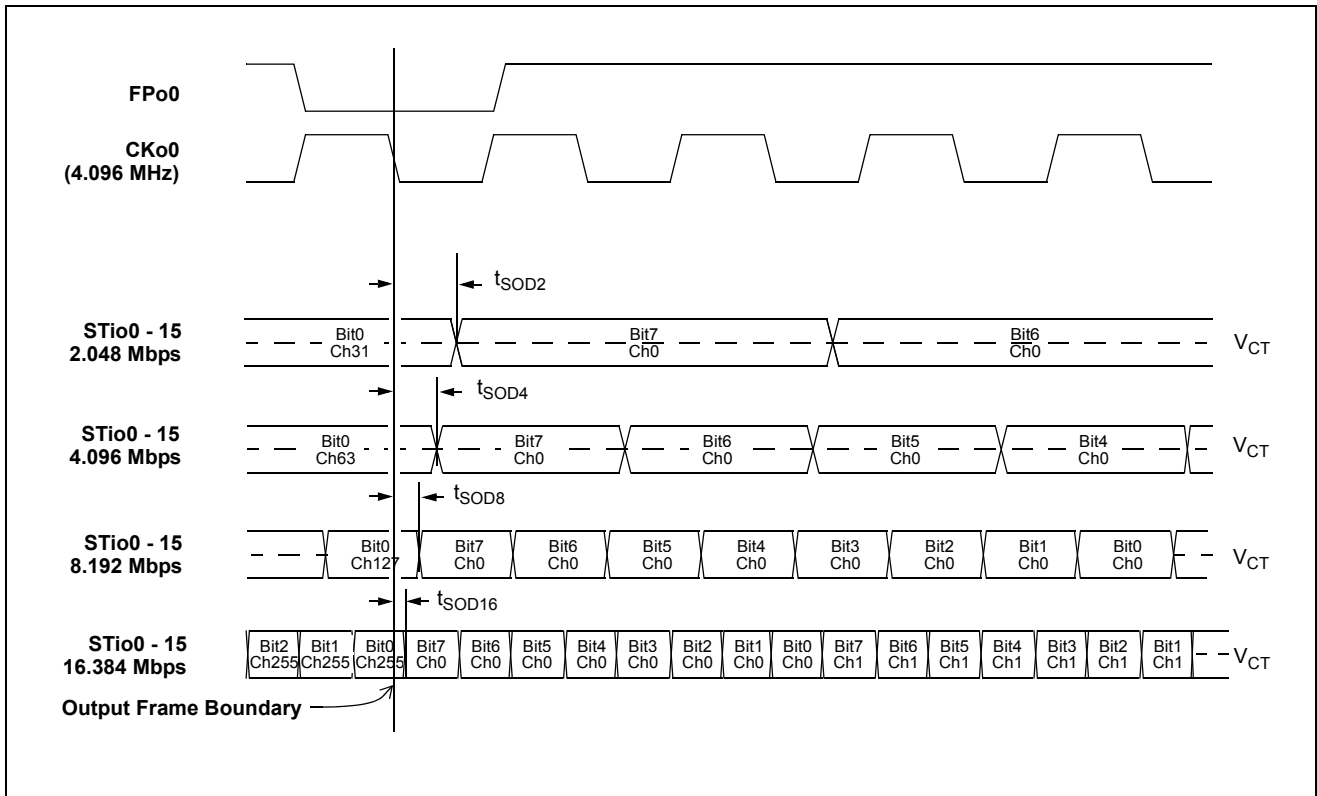 FPo0
CKo0
(4.096 MHz)
tSOD2
STio0 - 15
2.048 Mbps
Bit0
Ch31
Bit7
Ch0
Bit6
Ch0
VCT
tSOD4
STio0 - 15
4.096 Mbps
Bit0
Ch63
Bit7
Ch0
Bit6
Ch0
Bit5
Ch0
Bit4
Ch0
VCT
tSOD8
STio0 - 15
8.192 Mbps
Bit0
Ch127
Bit7
Ch0
Bit6
Ch0
Bit5
Ch0
Bit4
Ch0
Bit3
Ch0
Bit2
Ch0
Bit1
Ch0
Bit0
Ch0
VCT
tSOD16
STio0 - 15
16.384 Mbps
Bit2
Ch255
Bit1
Ch255
Bit0
Ch255
Bit7
Ch0
Bit6
Ch0
Bit5
Ch0
Bit4
Ch0
Bit3
Ch0
Bit2
Ch0
Bit1
Ch0
Bit0
Ch0
Bit7
Ch1
Bit6
Ch1
Bit5
Ch1
Bit4
Ch1
Bit3
Ch1
Bit2
Ch1
Bit1
Ch1
VCT
Output Frame Boundary